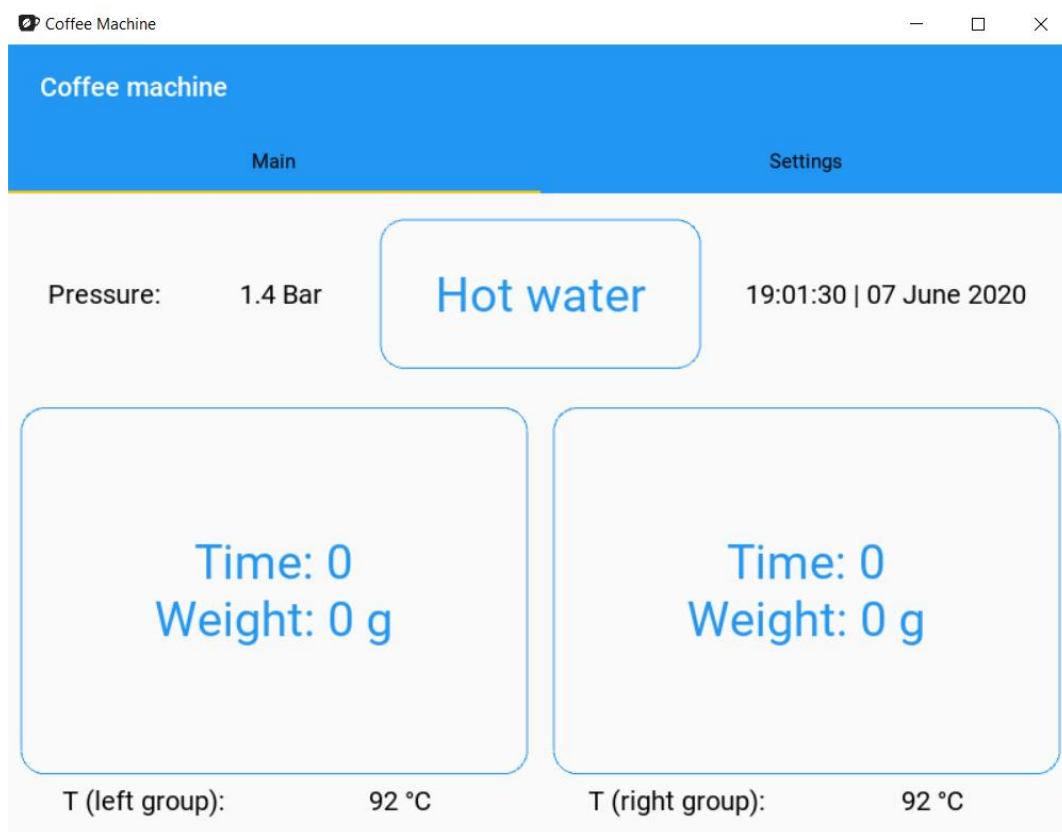 Coffee Machine
Coffee machine
Main Settings
Pressure: 1.4 Bar Hot water 19:01:30 | 07 June 2020
Time: 0
Weight: 0 g
Time: 0
Weight: 0 g
T (left group): 92 °C T (right group): 92 °C